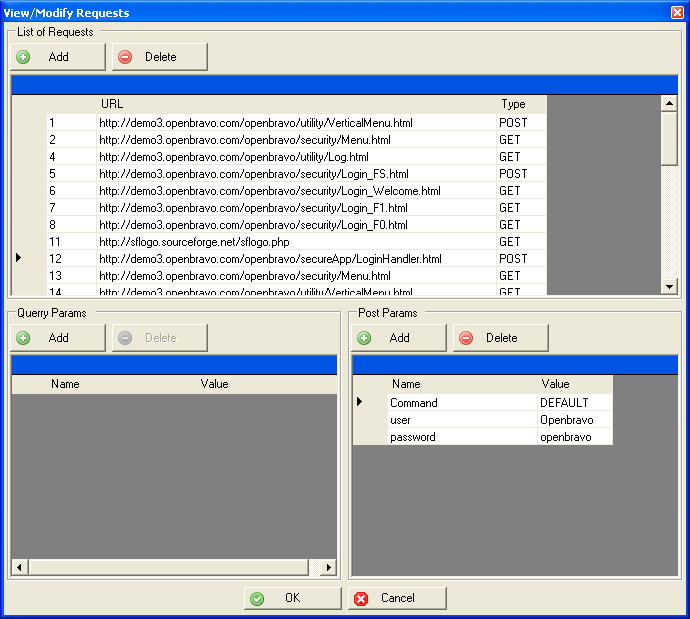 View/Modify Requests
List of Requests
Add Delete
URL Type
1 http://demo3.openbravo.com/openbravo/utility/VerticalMenu.html POST
2 http://demo3.openbravo.com/openbravo/security/Menu.html GET
4 http://demo3.openbravo.com/openbravo/utility/Log.html GET
5 http://demo3.openbravo.com/openbravo/security/Login_FS.html POST
6 http://demo3.openbravo.com/openbravo/security/Login_Welcome.html GET
7 http://demo3.openbravo.com/openbravo/security/Login_F1.html GET
8 http://demo3.openbravo.com/openbravo/security/Login_F0.html GET
11 http://sflogo.sourceforge.net/sflogo.php GET
12 http://demo3.openbravo.com/openbravo/secureApp/LoginHandler.html POST
13 http://demo3.openbravo.com/openbravo/security/Menu.html GET
14 http://demo3.openbravo.com/openbravo/utility/VerticalMenu.html GET
Querry Params
Add Delete
Name Value
Post Params
Add Delete
Name Value
Command DEFAULT
user Openbravo
password openbravo
OK Cancel